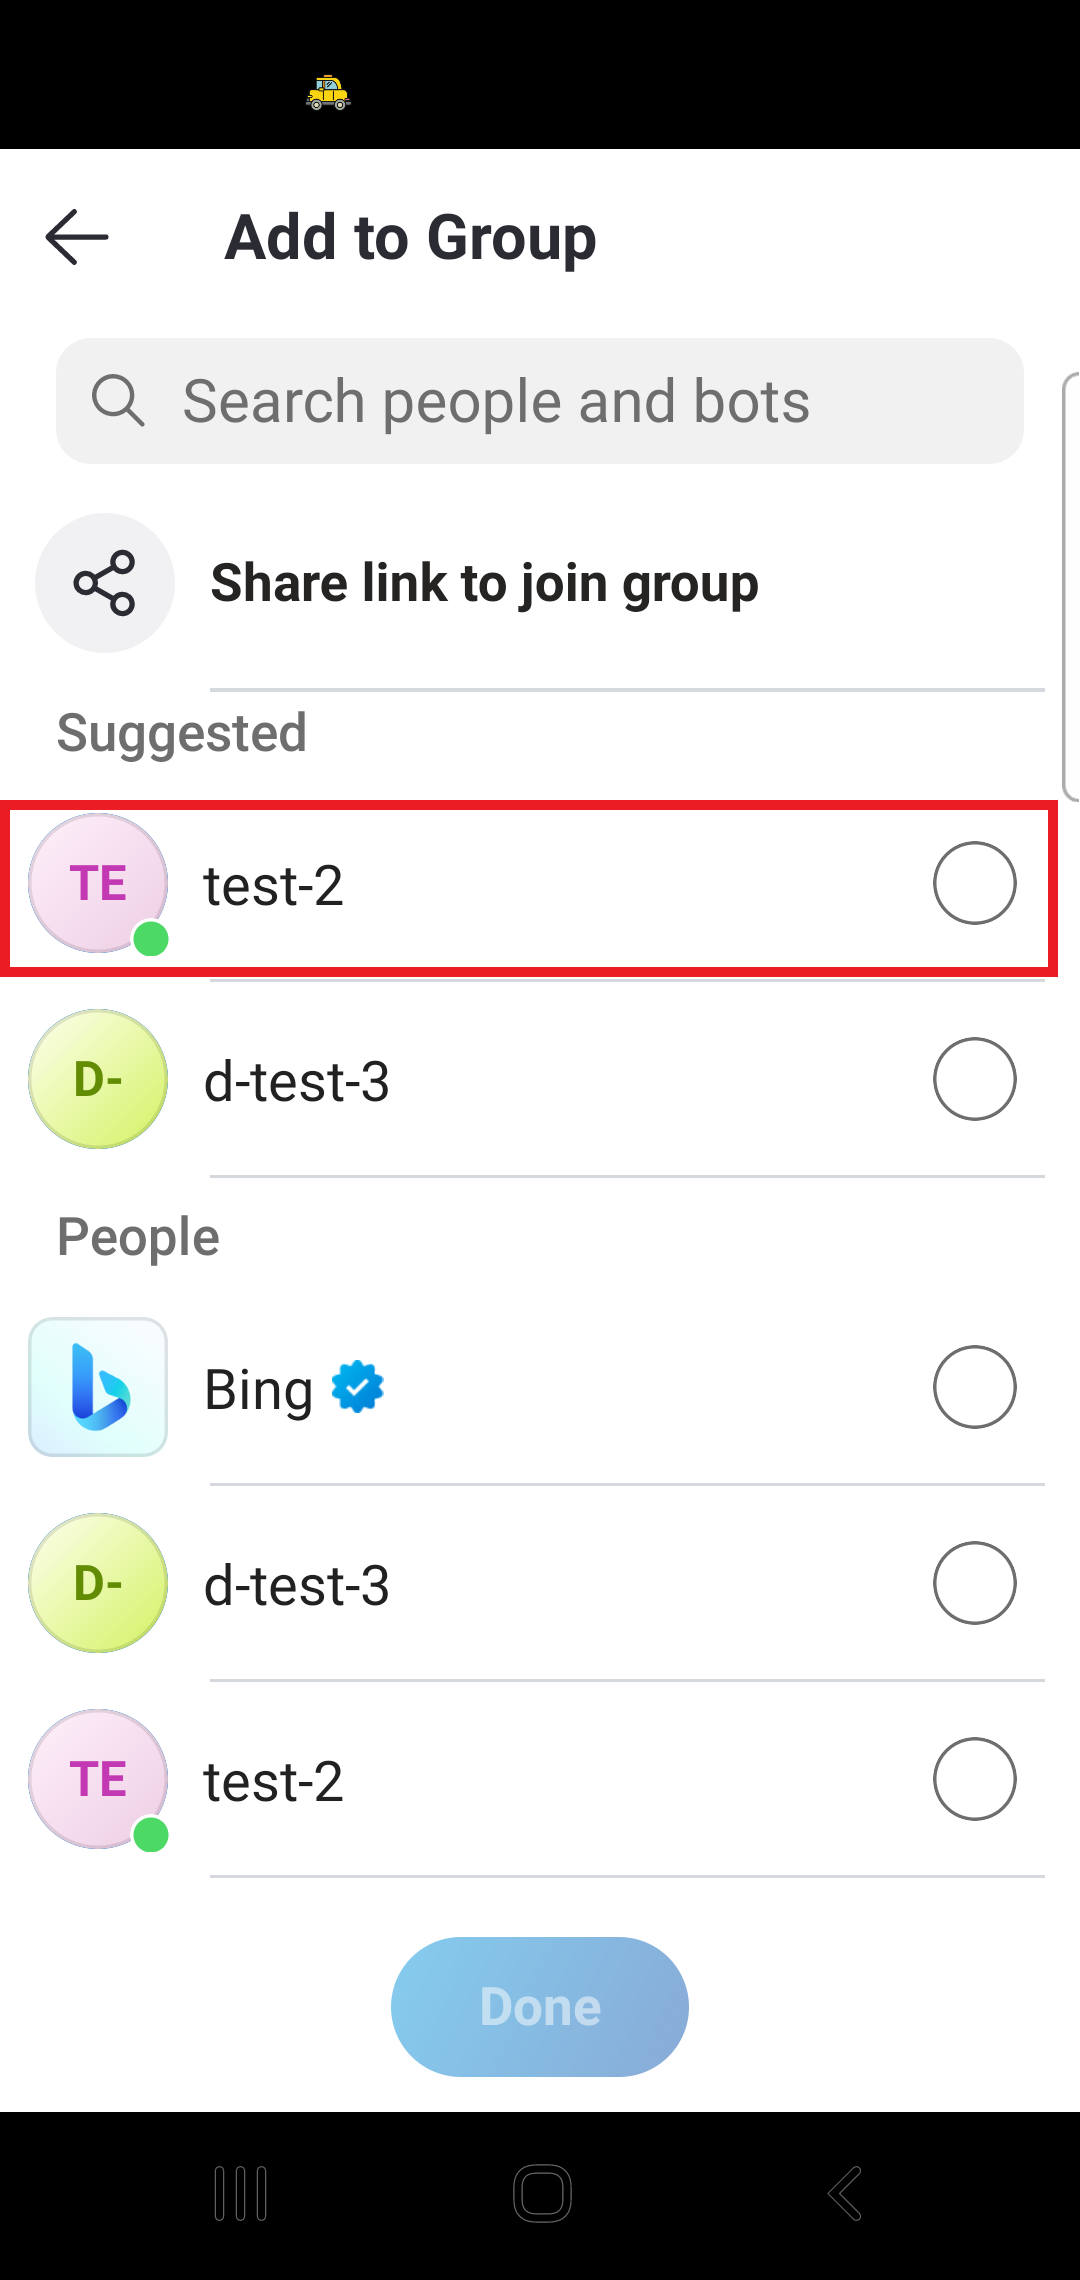 Add to Group
Search people and bots
Share link to join group
Suggested
TE test-2
D- d-test-3
People
Bing
D- d-test-3
TE test-2
Done